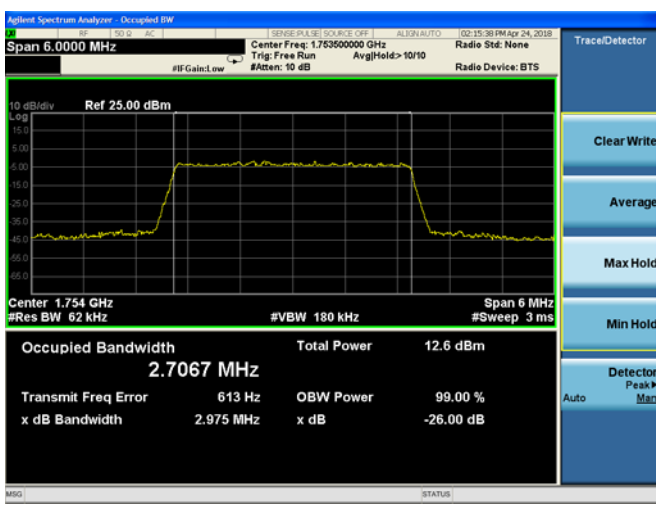 Agilent Spectrum Analyzer - Occupied BW
RF 50 Ω AC SENSE:PULSE SOURCE OFF ALIGN AUTO 02:15:38 PM Apr 24, 2018
Span 6.0000 MHz Center Freq: 1.753500000 GHz Radio Std: None
Trig: Free Run Avg|Hold:>10/10
#IFGain:Low #Atten: 10 dB Radio Device: BTS
10 dB/div Ref 25.00 dBm
Log
15.0
5.00
-5.00
-15.0
-25.0
-35.0
-45.0
-55.0
-65.0
Center 1.754 GHz Span 6 MHz
#Res BW 62 kHz #VBW 180 kHz #Sweep 3 ms
Occupied Bandwidth Total Power 12.6 dBm
2.7067 MHz
Transmit Freq Error 613 Hz OBW Power 99.00 %
x dB Bandwidth 2.975 MHz x dB -26.00 dB
MSG STATUS
Trace/Detector
Clear Write
Average
Max Hold
Min Hold
Detector
Peak
Auto Man